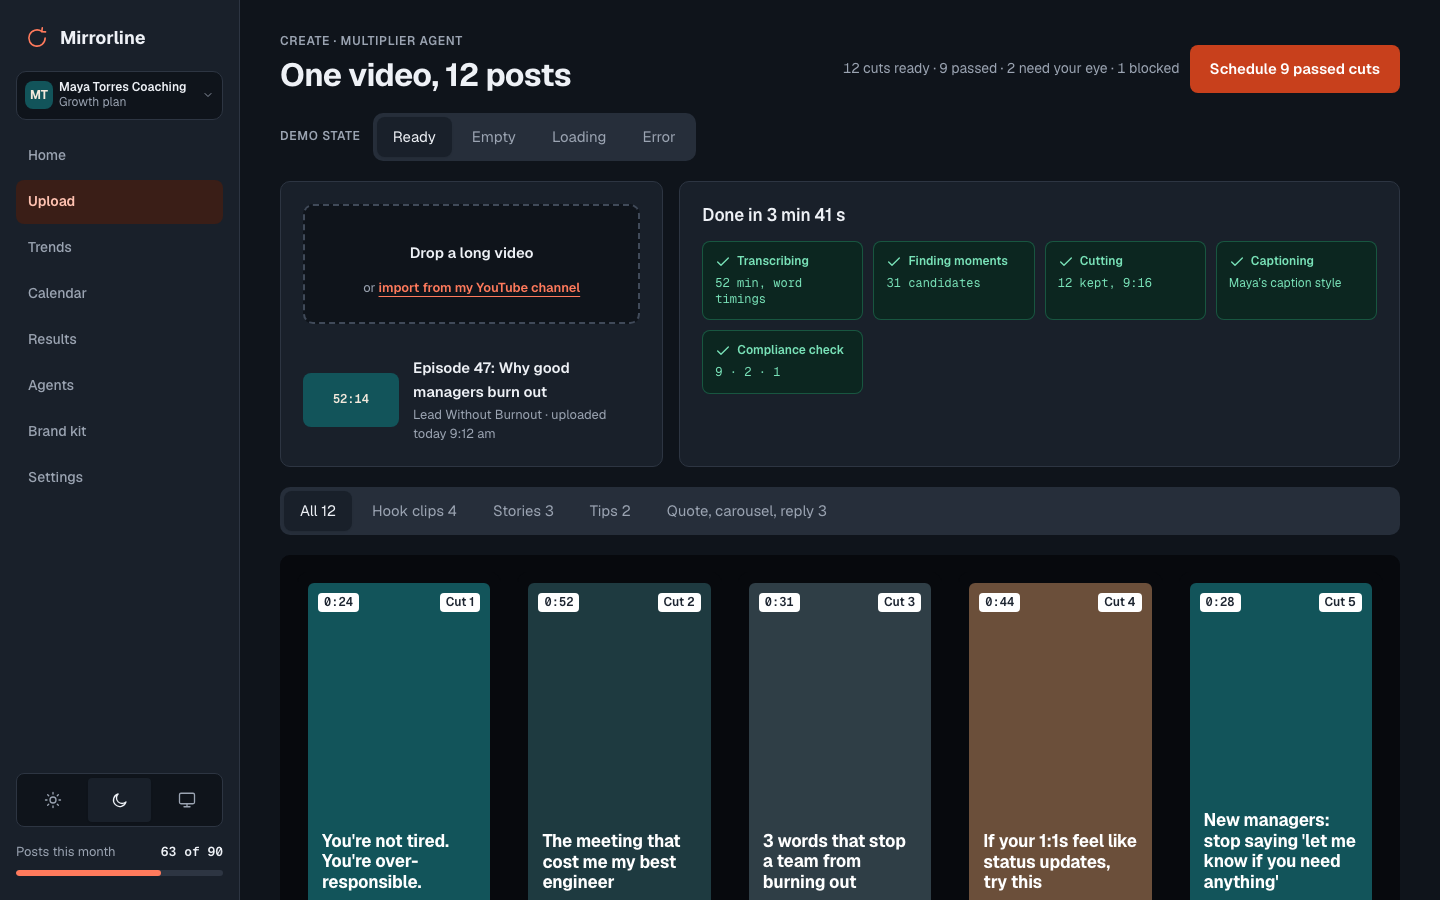 Mirrorline
MT
Maya Torres Coaching
Growth plan
Home
Upload
Trends
Calendar
Results
Agents
Brand kit
Settings
Posts this month
63 of 90
CREATE · MULTIPLIER AGENT
One video, 12 posts
12 cuts ready · 9 passed · 2 need your eye · 1 blocked
Schedule 9 passed cuts
DEMO STATE
Ready
Empty
Loading
Error
Drop a long video
or import from my YouTube channel
52:14
Episode 47: Why good
managers burn out
Lead Without Burnout · uploaded
today 9:12 am
Done in 3 min 41 s
Transcribing
52 min, word
timings
Finding moments
31 candidates
Cutting
12 kept, 9:16
Captioning
Maya's caption style
Compliance check
9 · 2 · 1
All 12
Hook clips 4
Stories 3
Tips 2
Quote, carousel, reply 3
0:24
Cut 1
You're not tired.
You're over-
responsible.
0:52
Cut 2
The meeting that
cost me my best
engineer
0:31
Cut 3
3 words that stop
a team from
burning out
0:44
Cut 4
If your 1:1s feel like
status updates,
try this
0:28
Cut 5
New managers:
stop saying 'let me
know if you need
anything'